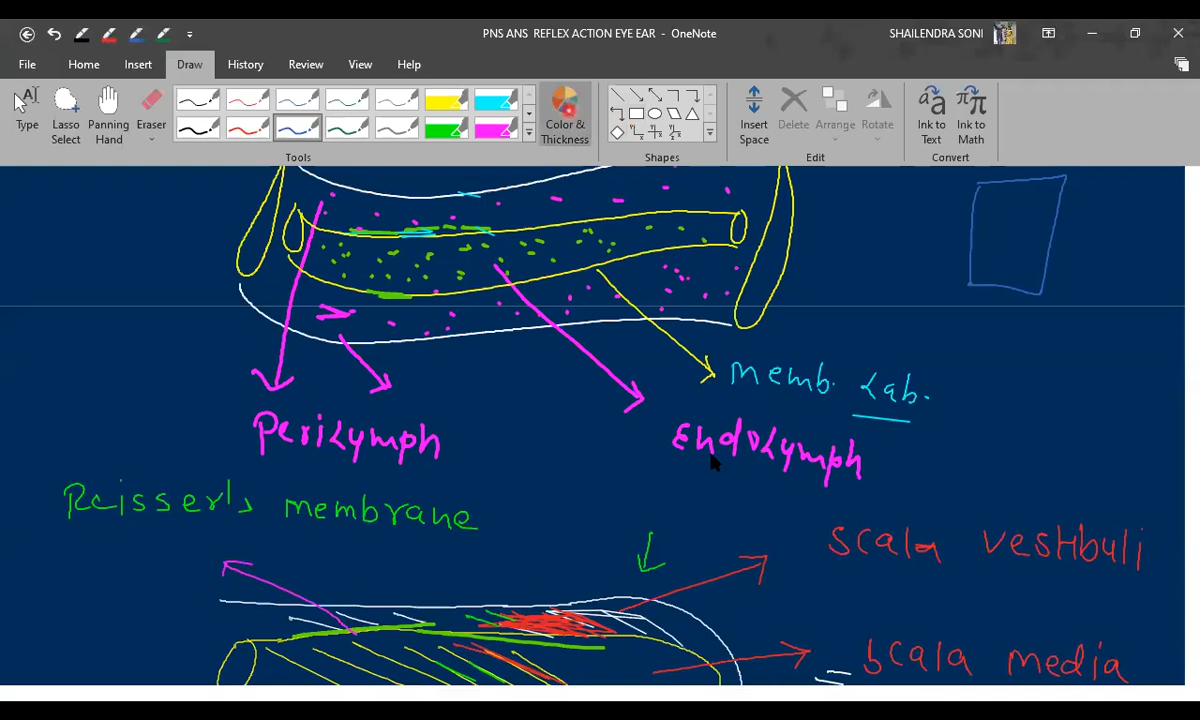 PNS ANS REFLEX ACTION EYE EAR - OneNote
SHAILENDRA SONI
File Home Insert Draw History Review View Help
Type
Lasso Select
Panning Hand
Eraser
Color & Thickness
Insert Space
Delete
Arrange
Rotate
Ink to Text
Ink to Math
Tools
Shapes
Edit
Convert
Memb. Lab.
PeriLymph
EndoLymph
Reisser's membrane
Scala vestibuli
Scala media